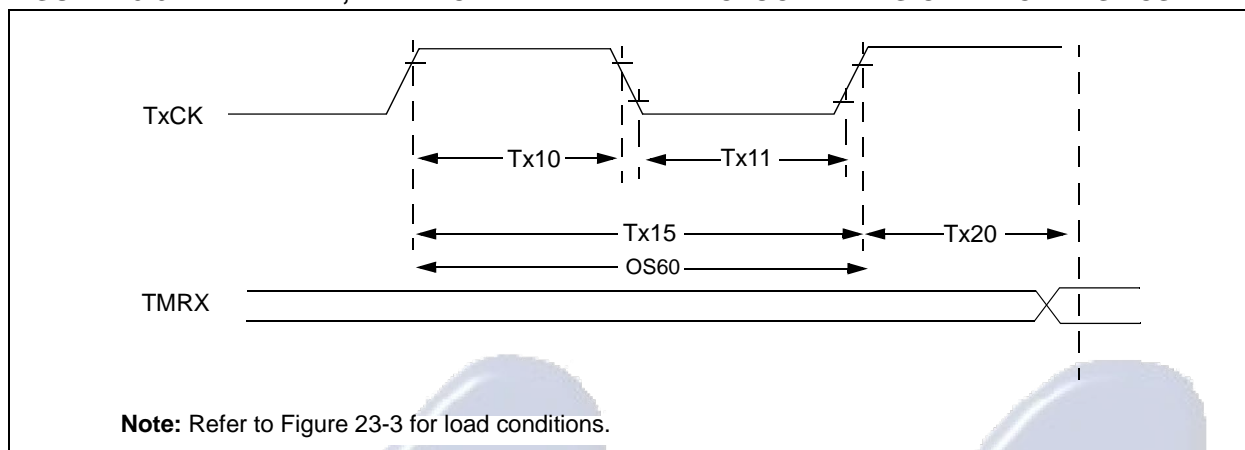 TxCK
Tx10
Tx11
Tx15
Tx20
OS60
TMRX
Note: Refer to Figure 23-3 for load conditions.